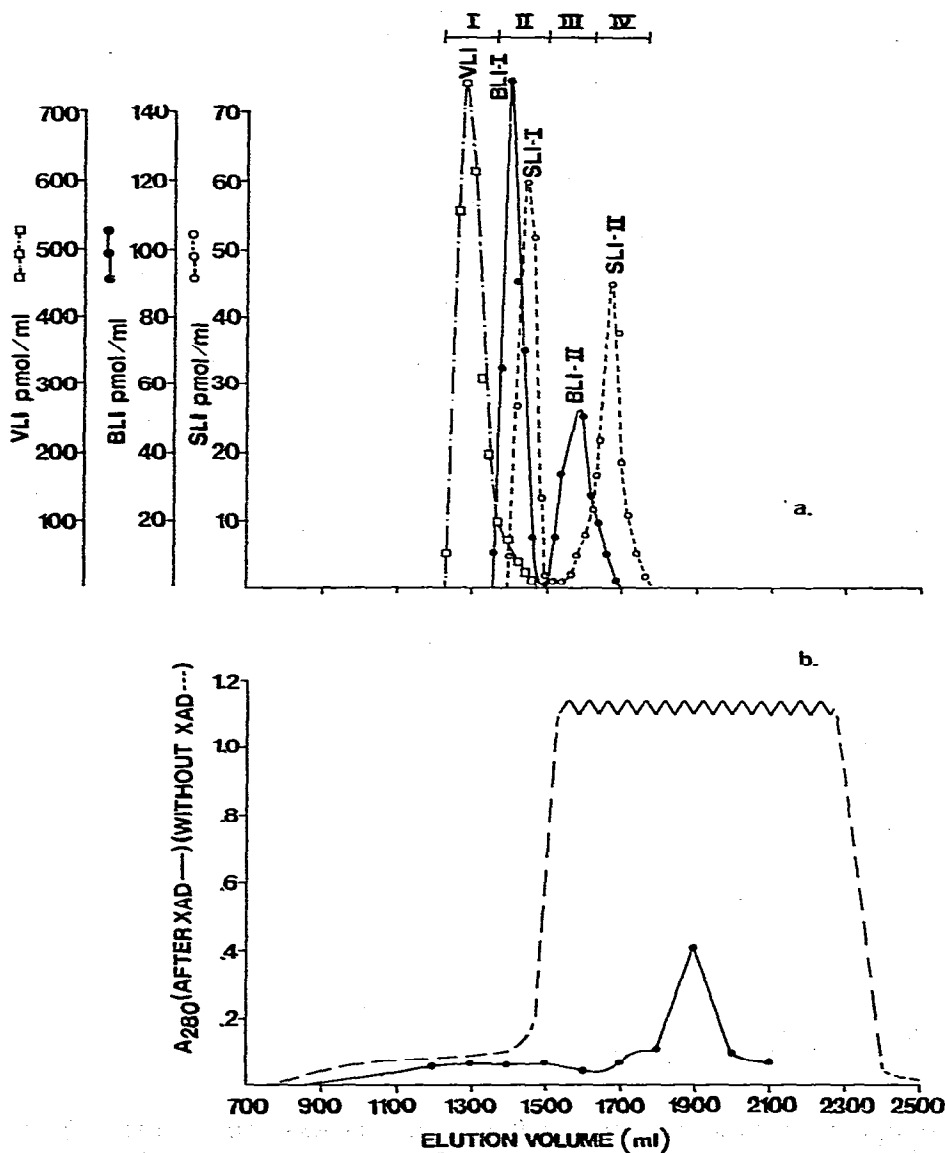 I II III IV
VLI
BLI-I
SLI-I
BLI-II
SLI-II
700 600 500 400 300 200 100
VLI pmol/ml
140 120 100 80 60 40 20
BLI pmol/ml
70 60 50 40 30 20 10
SLI pmol/ml
a.
1500
b.
1.2
1.0
.8
.6
.4
.2
A280 (AFTER XAD—)(WITHOUT XAD---)
700 900 1100 1300 1500 1700 1900 2100 2300 2500
ELUTION VOLUME (ml)